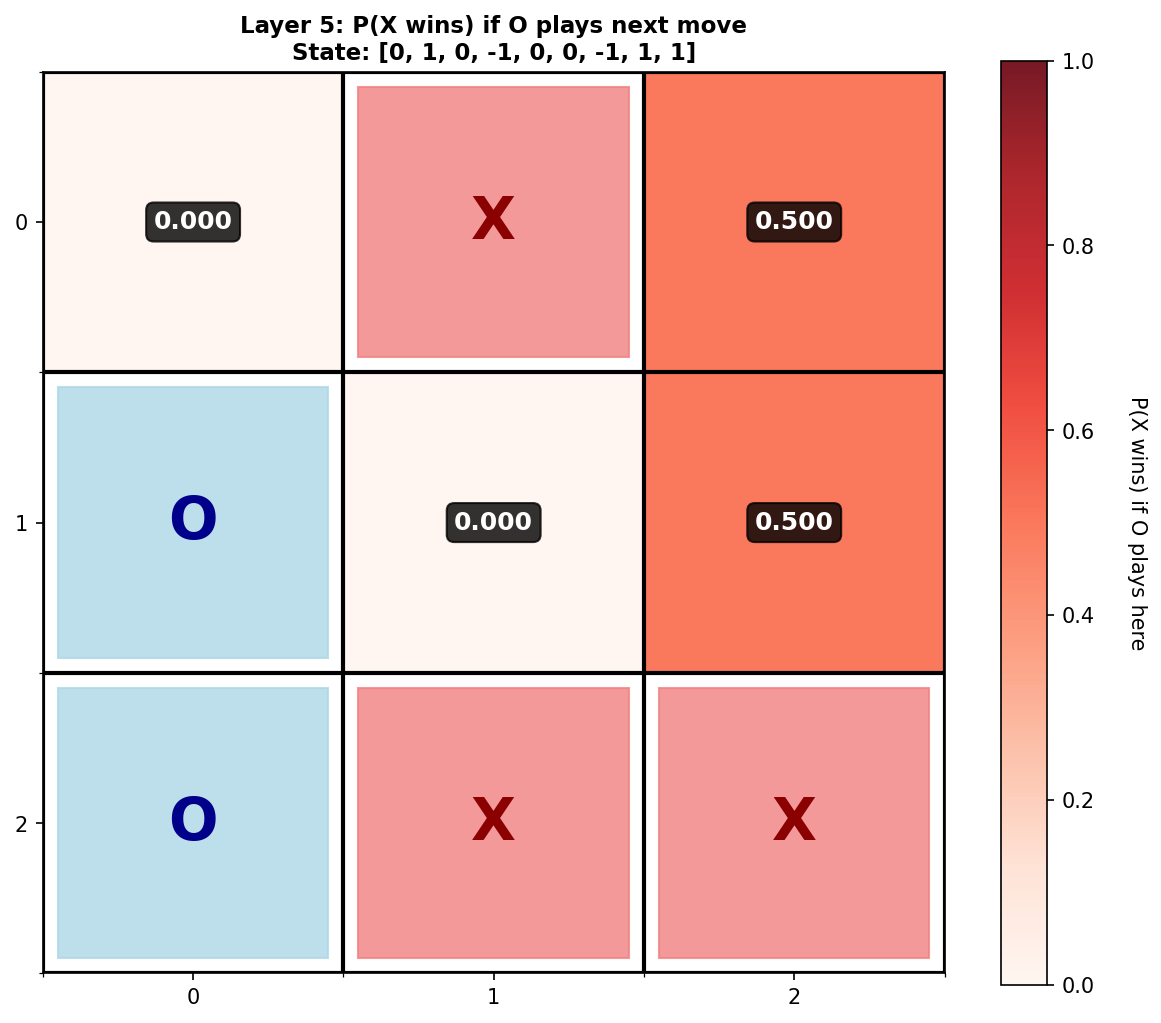 Layer 5: P(X wins) if O plays next move
State: [0, 1, 0, -1, 0, 0, -1, 1, 1]
0
0.000
X
0.500
1
O
0.000
0.500
2
O
X
X
0
1
2
1.0
0.8
0.6
0.4
0.2
0.0
P(X wins) if O plays here